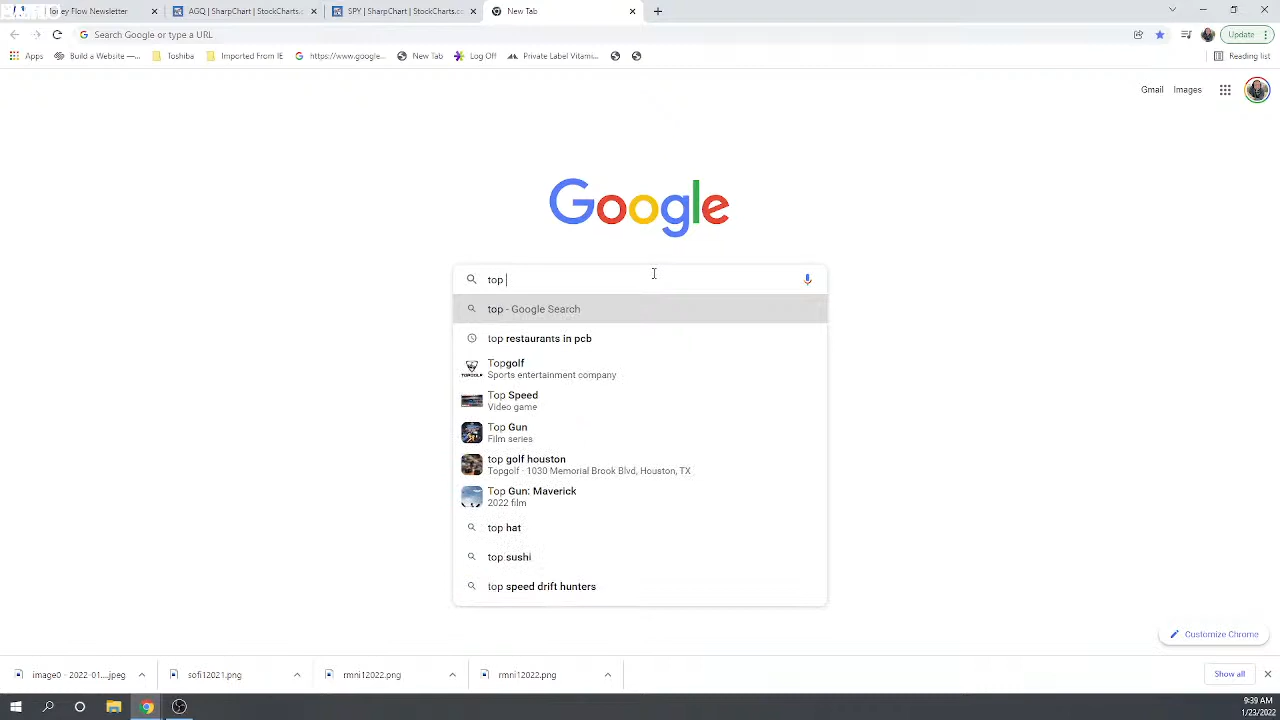 oney Flow Newsletter
AGQ | SharpChart | StockCharts.c
SPY | SharpChart | StockCharts.co
New Tab
Search Google or type a URL
Update
Apps
Build a Website —...
Toshiba
Imported From IE
https://www.google...
New Tab
Log Off
Private Label Vitam...
Reading list
Gmail
Images
Google
top
top - Google Search
top restaurants in pcb
Topgolf
Sports entertainment company
TOPGOLF
Top Speed
Video game
Top Gun
Film series
top golf houston
Topgolf · 1030 Memorial Brook Blvd, Houston, TX
Top Gun: Maverick
2022 film
top hat
top sushi
top speed drift hunters
Customize Chrome
image0 - 2022-01....jpeg
sofi12021.png
rmni12022.png
rmni12022.png
Show all
9:39 AM
1/23/2022